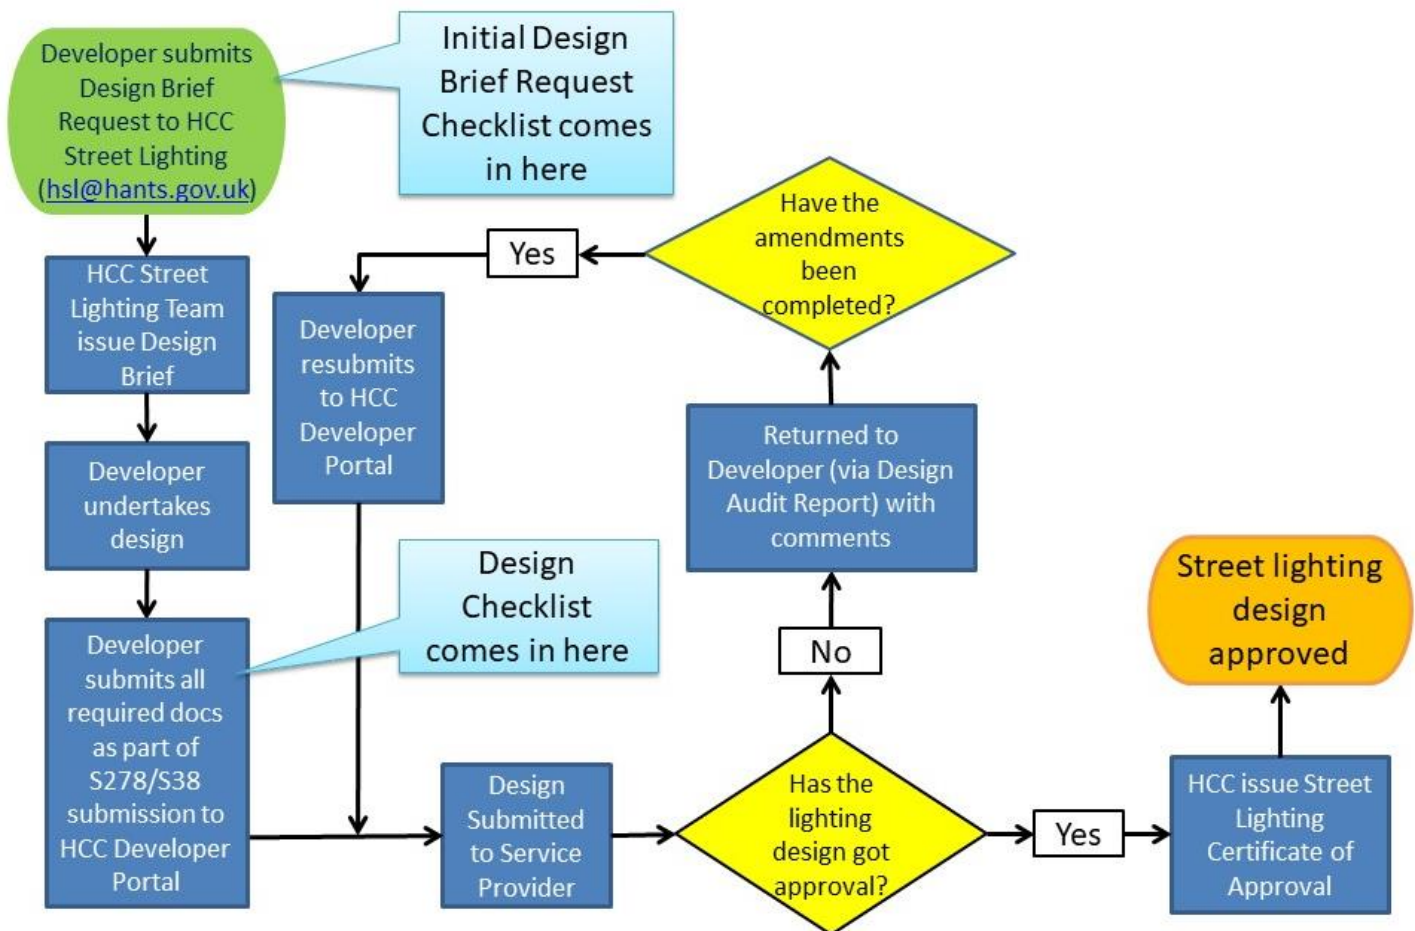 Developer submits
Design Brief
Request to HCC
Street Lighting
(hsl@hants.gov.uk)
Initial Design
Brief Request
Checklist comes
in here
HCC Street
Lighting Team
issue Design
Brief
Developer
undertakes
design
Developer
submits all
required docs
as part of
S278/S38
submission to
HCC Developer
Portal
Design
Checklist
comes in here
Yes
Developer
resubmits
to HCC
Developer
Portal
Design
Submitted
to Service
Provider
Have the
amendments
been
completed?
Returned to
Developer (via Design
Audit Report) with
comments
No
Has the
lighting
design got
approval?
Yes
HCC issue Street
Lighting
Certificate of
Approval
Street lighting
design
approved